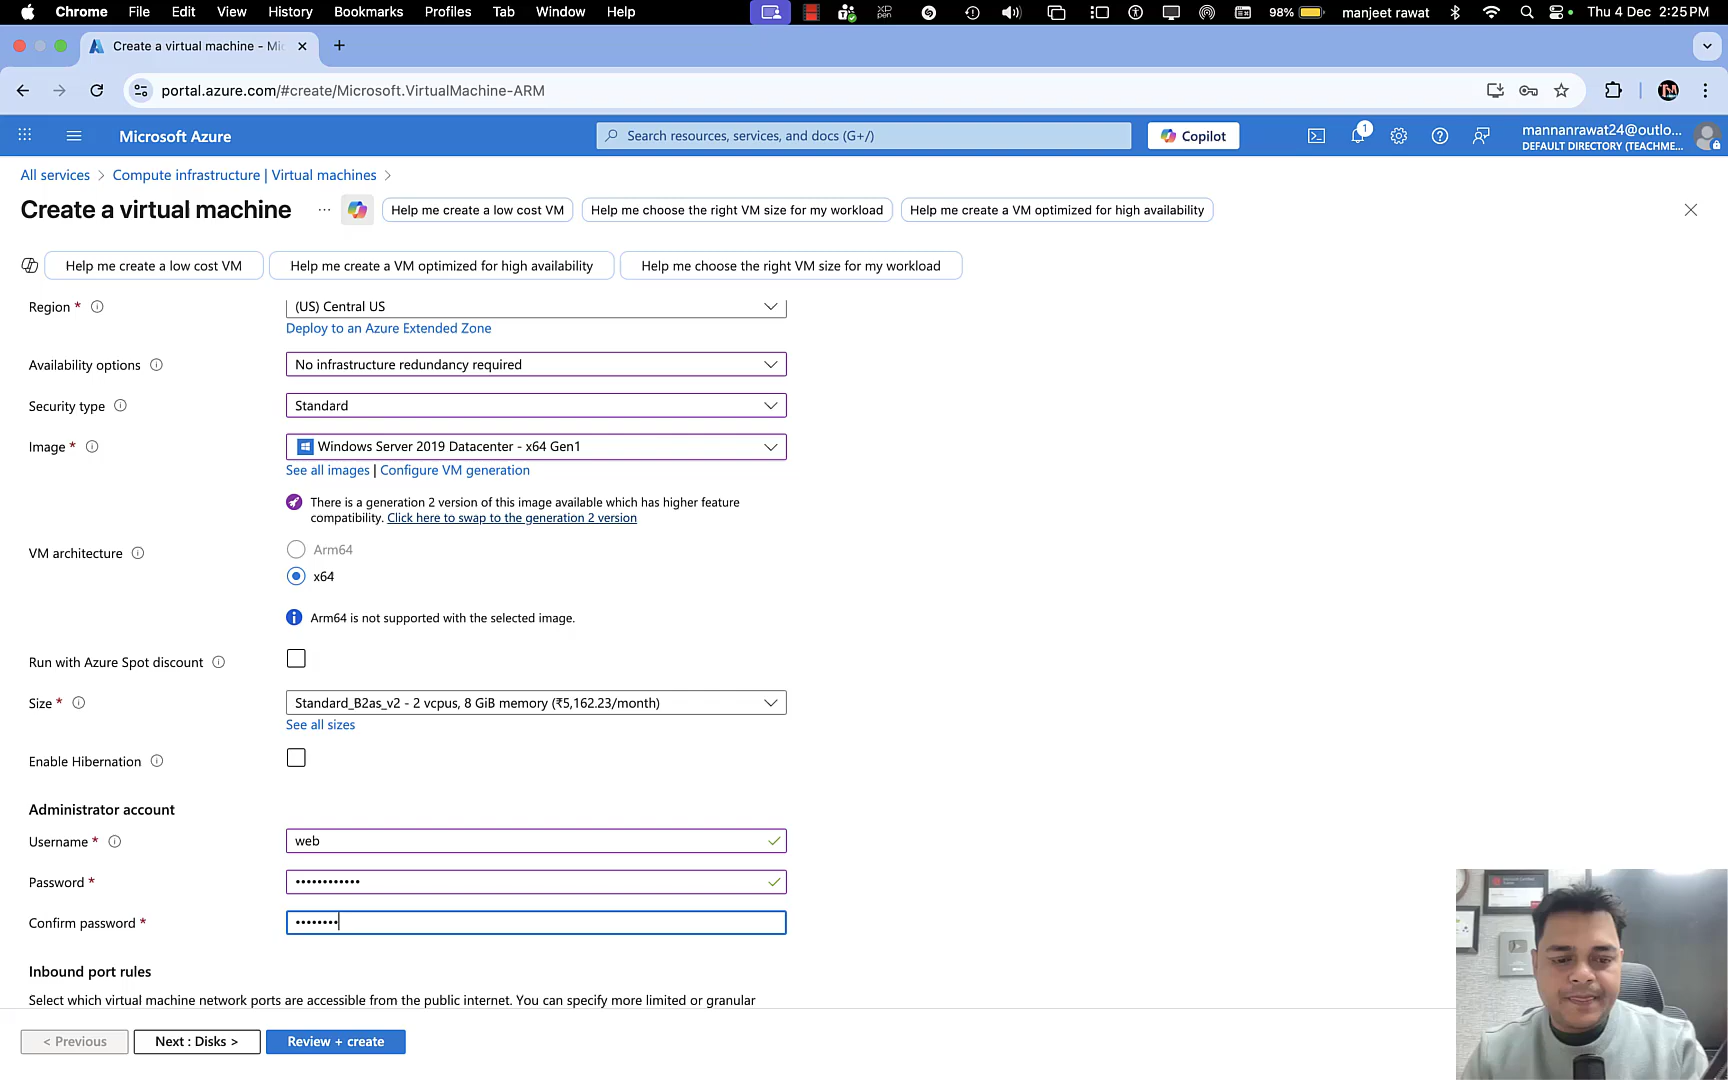 Chrome File Edit View History Bookmarks Profiles Tab Window Help 98% manjeet rawat Thu 4 Dec 2:25 PM
Create a virtual machine - Mi
portal.azure.com/#create/Microsoft.VirtualMachine-ARM
Microsoft Azure
Search resources, services, and docs (G+/)
Copilot
1
mannanrawat24@outlo...
DEFAULT DIRECTORY (TEACHME...
All services > Compute infrastructure | Virtual machines >
Create a virtual machine ... Help me create a low cost VM Help me choose the right VM size for my workload Help me create a VM optimized for high availability
Help me create a low cost VM Help me create a VM optimized for high availability Help me choose the right VM size for my workload
Region * (US) Central US
Deploy to an Azure Extended Zone
Availability options No infrastructure redundancy required
Security type Standard
Image * Windows Server 2019 Datacenter - x64 Gen1
See all images | Configure VM generation
There is a generation 2 version of this image available which has higher feature
compatibility. Click here to swap to the generation 2 version
VM architecture
Arm64
x64
Arm64 is not supported with the selected image.
Run with Azure Spot discount
Size * Standard_B2as_v2 - 2 vcpus, 8 GiB memory (₹5,162.23/month)
See all sizes
Enable Hibernation
Administrator account
Username * web
Password * ••••••••••••
Confirm password * ••••••••
Inbound port rules
Select which virtual machine network ports are accessible from the public internet. You can specify more limited or granular
< Previous Next : Disks > Review + create